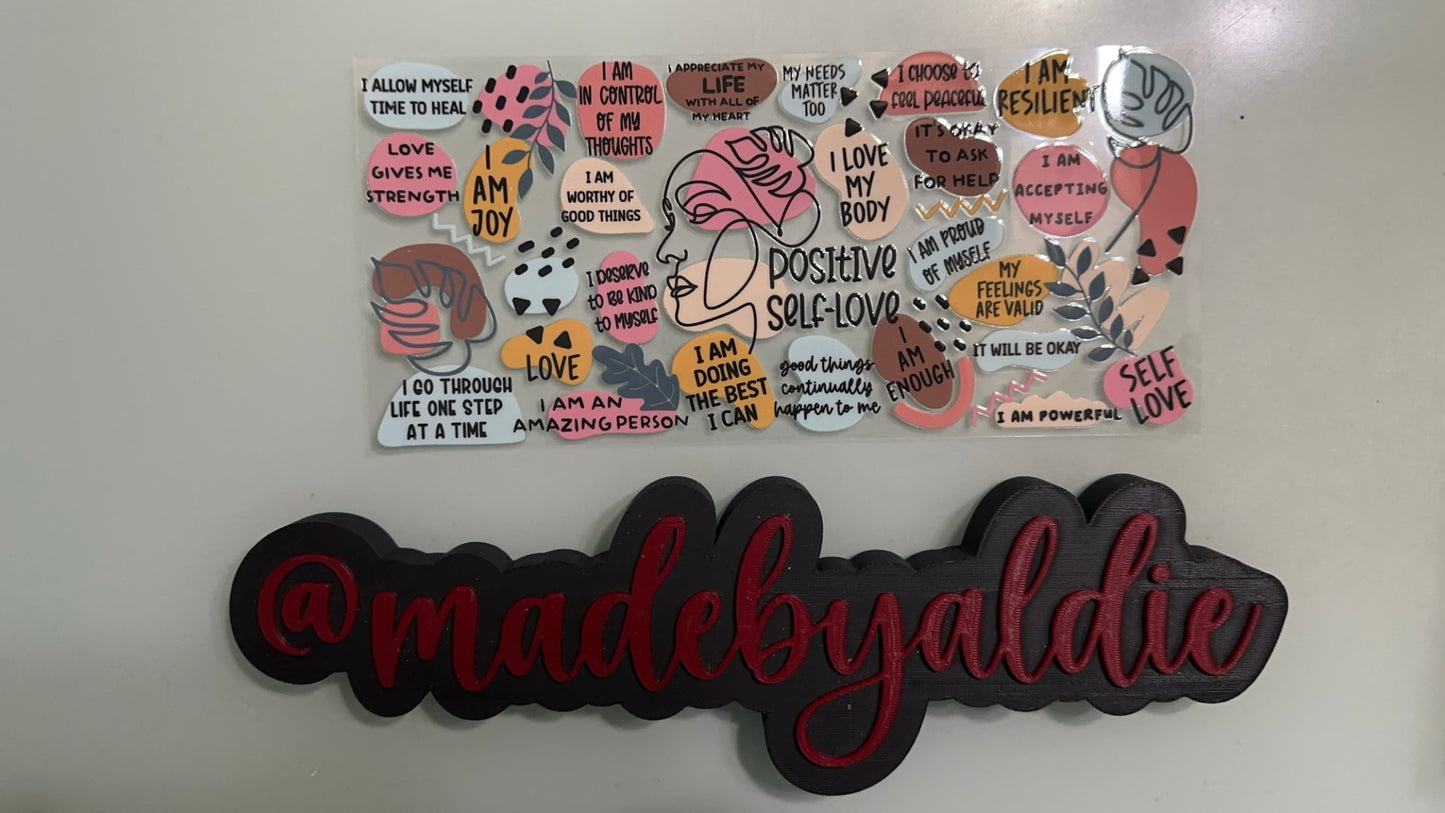 I ALLOW MYSELF
TIME TO HEAL
I AM
IN CONTROL
OF MY
THOUGHTS
I APPRECIATE MY
LIFE
WITH ALL OF
MY HEART
MY NEEDS
MATTER
TOO
I CHOOSE to
feel peaceful
I AM
RESILIENT
LOVE
GIVES ME
STRENGTH
I
AM
JOY
I AM
WORTHY OF
GOOD THINGS
I LOVE
MY
BODY
IT'S OKAY
TO ASK
FOR HELP
I AM
ACCEPTING
MYSELF
POSITIVE
SELF-LOVE
I AM PROUD
OF MYSELF
MY
FEELINGS
ARE VALID
I DESERVE
to BE KIND
to MYSELF
LOVE
I AM
DOING
THE BEST
I CAN
good things
continually
happen to me
I
AM
ENOUGH
IT WILL BE OKAY
SELF
LOVE
I GO THROUGH
LIFE ONE STEP
AT A TIME
I AM AN
AMAZING PERSON
I AM POWERFUL
@madebyaldie